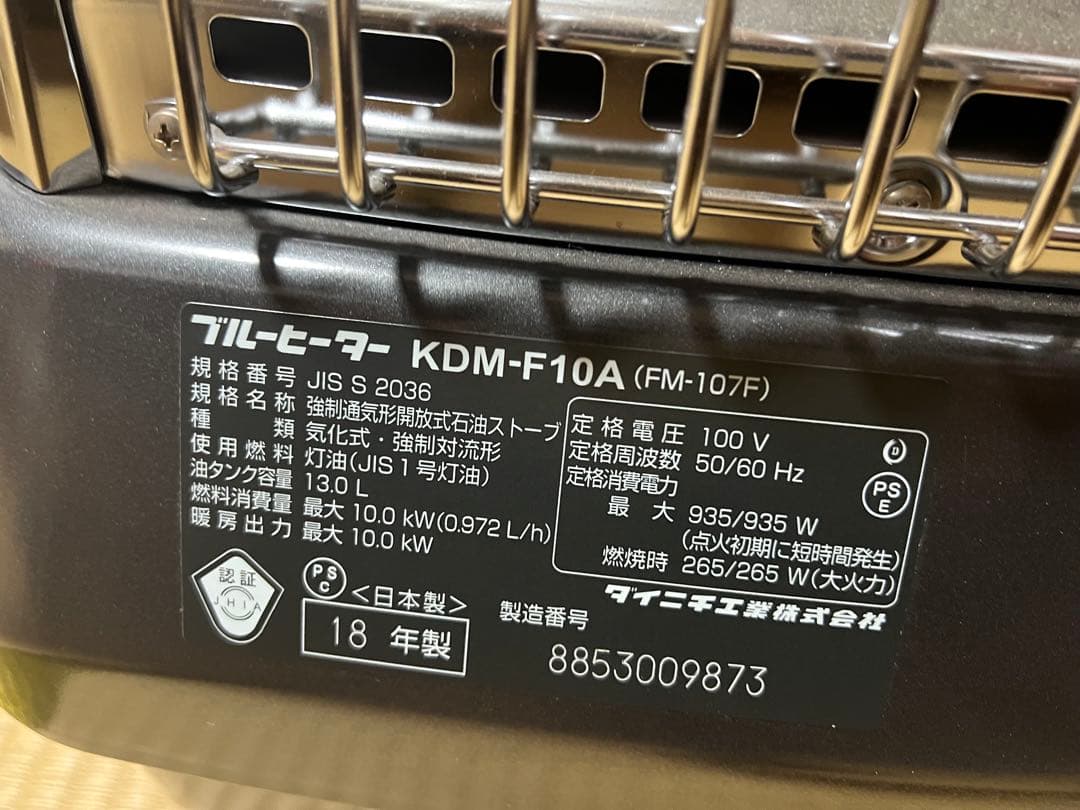 ブルーヒーター KDM-F10A (FM-107F)
規格番号 JIS S 2036
規格名称 強制通気形開放式石油ストーブ
種類 気化式・強制対流形
使用燃料 灯油(JIS1号灯油)
油タンク容量 13.0 L
燃料消費量 最大 10.0 kW(0.972 L/h)
暖房出力 最大 10.0 kW
定格電圧 100 V
定格周波数 50/60 Hz
定格消費電力
最大 935/935 W
(点火初期に短時間発生)
燃焼時 265/265 W(大火力)
D
PS
E
ダイニチ工業株式会社
認証
JHIA
PS
C
<日本製>
18 年製
製造番号
8853009873